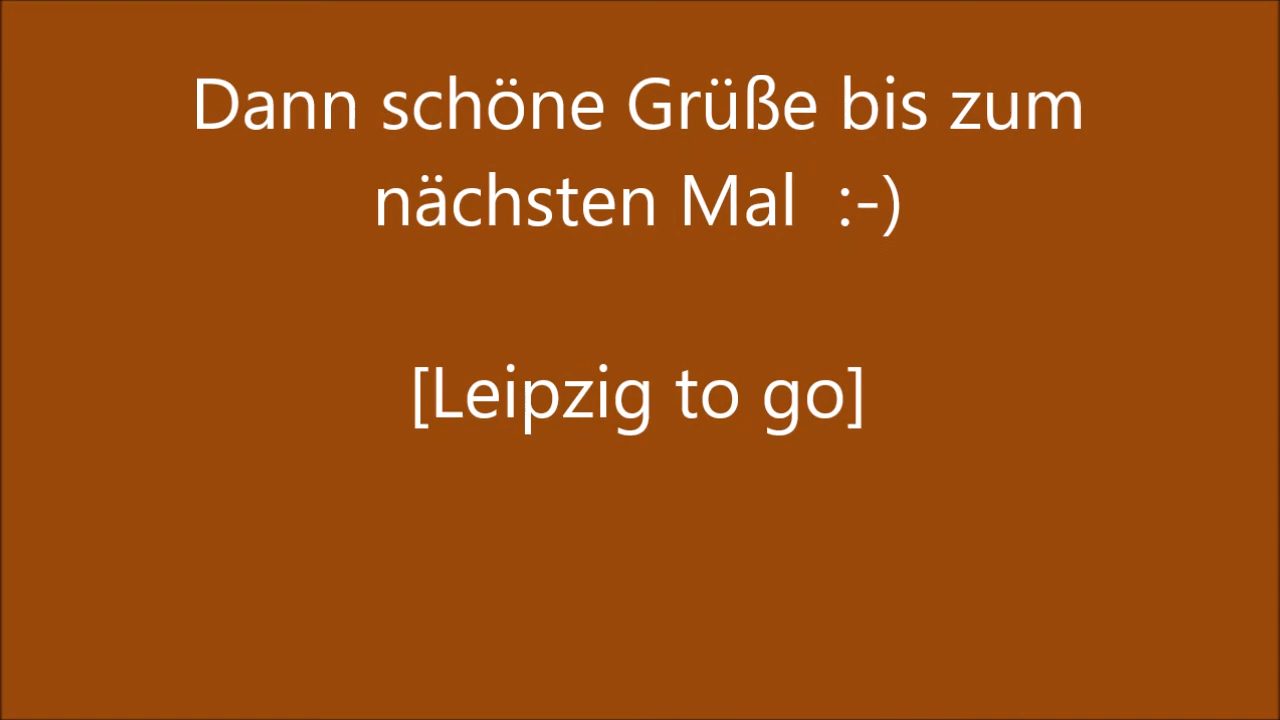 Dann schöne Grüße bis zum
nächsten Mal  :-)
[Leipzig to go]